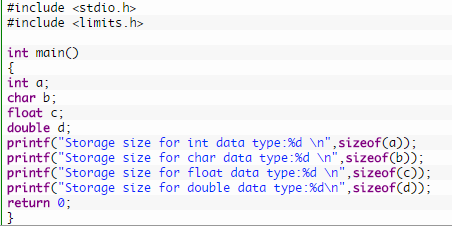 #include <stdio.h>
#include <limits.h>

int main()
{
int a;
char b;
float c;
double d;
printf("Storage size for int data type:%d \n",sizeof(a));
printf("Storage size for char data type:%d \n",sizeof(b));
printf("Storage size for float data type:%d \n",sizeof(c));
printf("Storage size for double data type:%d\n",sizeof(d));
return 0;
}